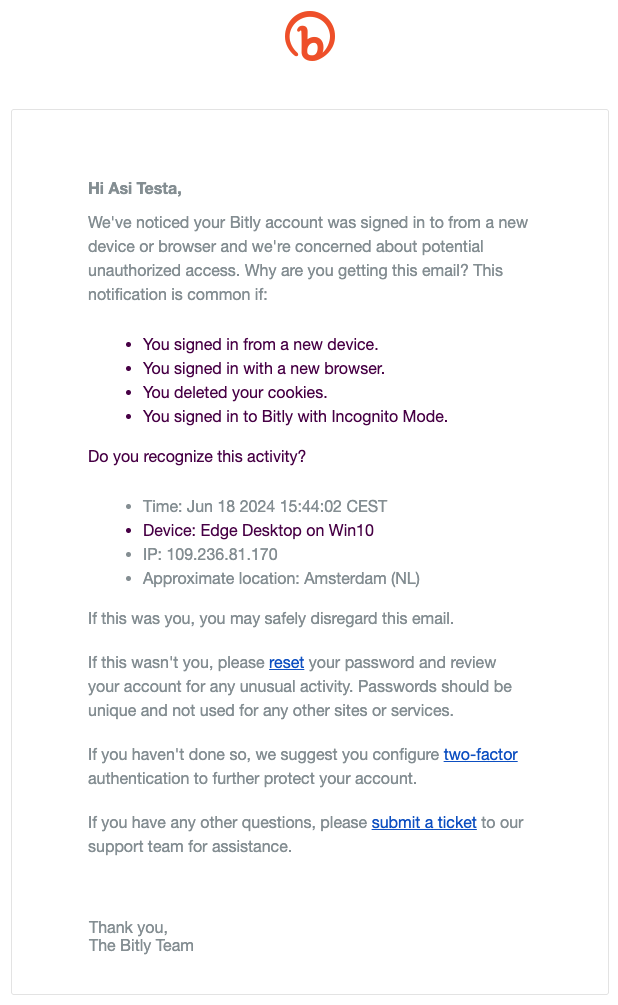 b
Hi Asi Testa,
We've noticed your Bitly account was signed in to from a new
device or browser and we're concerned about potential
unauthorized access. Why are you getting this email? This
notification is common if:
• You signed in from a new device.
• You signed in with a new browser.
• You deleted your cookies.
• You signed in to Bitly with Incognito Mode.
Do you recognize this activity?
• Time: Jun 18 2024 15:44:02 CEST
• Device: Edge Desktop on Win10
• IP: 109.236.81.170
• Approximate location: Amsterdam (NL)
If this was you, you may safely disregard this email.
If this wasn't you, please reset your password and review
your account for any unusual activity. Passwords should be
unique and not used for any other sites or services.
If you haven't done so, we suggest you configure two-factor
authentication to further protect your account.
If you have any other questions, please submit a ticket to our
support team for assistance.
Thank you,
The Bitly Team